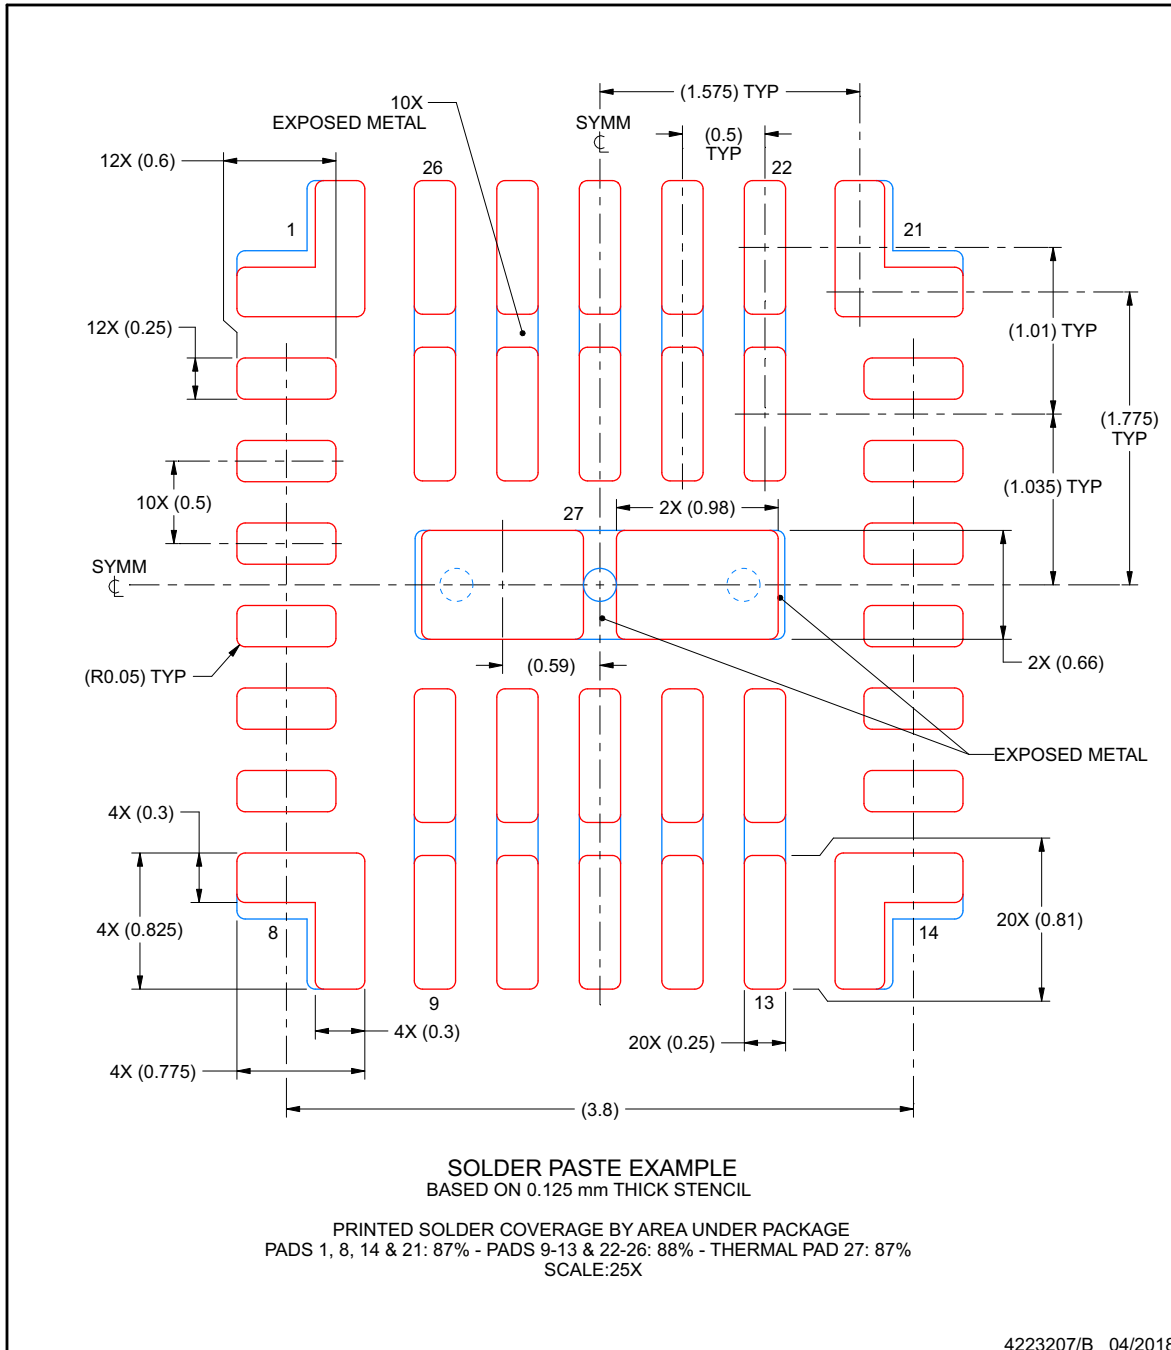 (1.575) TYP
10X
EXPOSED METAL
SYMM
℄
(0.5)
TYP
12X (0.6)
26
22
1
21
12X (0.25)
(1.01) TYP
(1.775)
TYP
10X (0.5)
(1.035) TYP
27
2X (0.98)
SYMM
℄
(R0.05) TYP
(0.59)
2X (0.66)
EXPOSED METAL
4X (0.3)
4X (0.825)
8
14
20X (0.81)
9
13
4X (0.3)
20X (0.25)
4X (0.775)
(3.8)
SOLDER PASTE EXAMPLE
BASED ON 0.125 mm THICK STENCIL
PRINTED SOLDER COVERAGE BY AREA UNDER PACKAGE
PADS 1, 8, 14 & 21: 87% - PADS 9-13 & 22-26: 88% - THERMAL PAD 27: 87%
SCALE:25X
4223207/B 04/2018